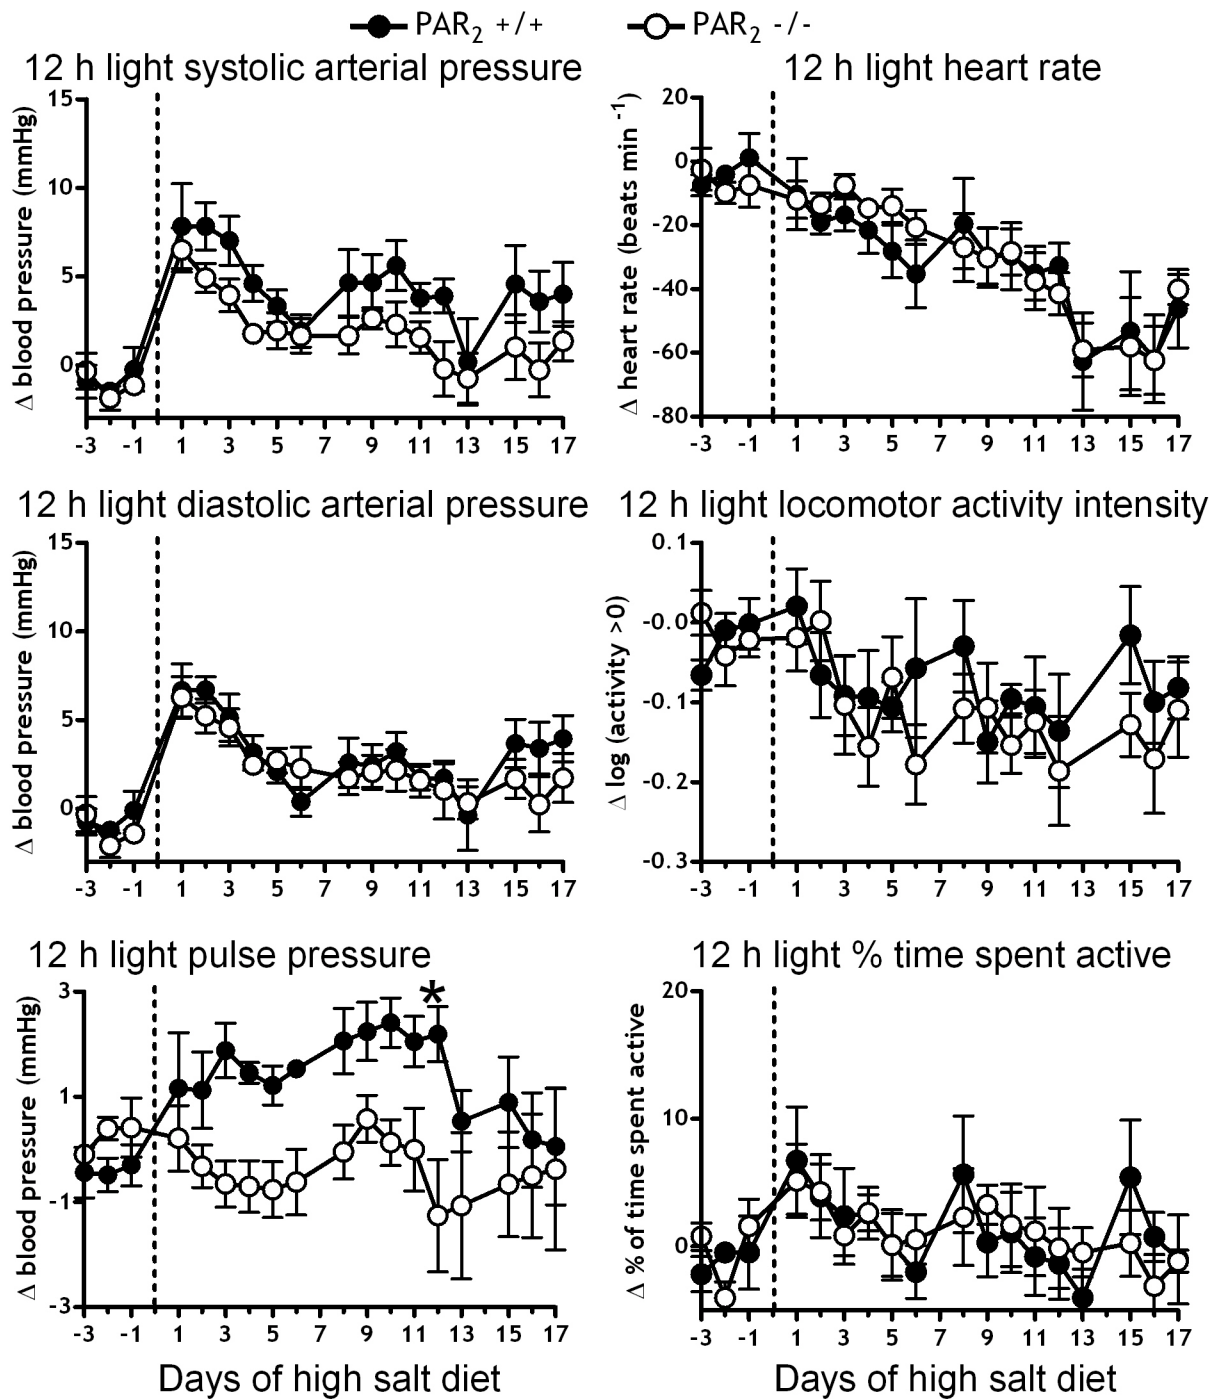 PAR2 +/+ PAR2 -/-
12 h light systolic arterial pressure
Δ blood pressure (mmHg)
15
10
5
0
-3 -1 1 3 5 7 9 11 13 15 17
12 h light heart rate
Δ heart rate (beats min -1)
20
0
-20
-40
-60
-80
-3 -1 1 3 5 7 9 11 13 15 17
12 h light diastolic arterial pressure
Δ blood pressure (mmHg)
15
10
5
0
-3 -1 1 3 5 7 9 11 13 15 17
12 h light locomotor activity intensity
Δ log (activity >0)
0.1
-0.0
-0.1
-0.2
-0.3
-3 -1 1 3 5 7 9 11 13 15 17
12 h light pulse pressure
Δ blood pressure (mmHg)
3
1
-1
-3
*
-3 -1 1 3 5 7 9 11 13 15 17
Days of high salt diet
12 h light % time spent active
Δ % of time spent active
20
10
0
-3 -1 1 3 5 7 9 11 13 15 17
Days of high salt diet